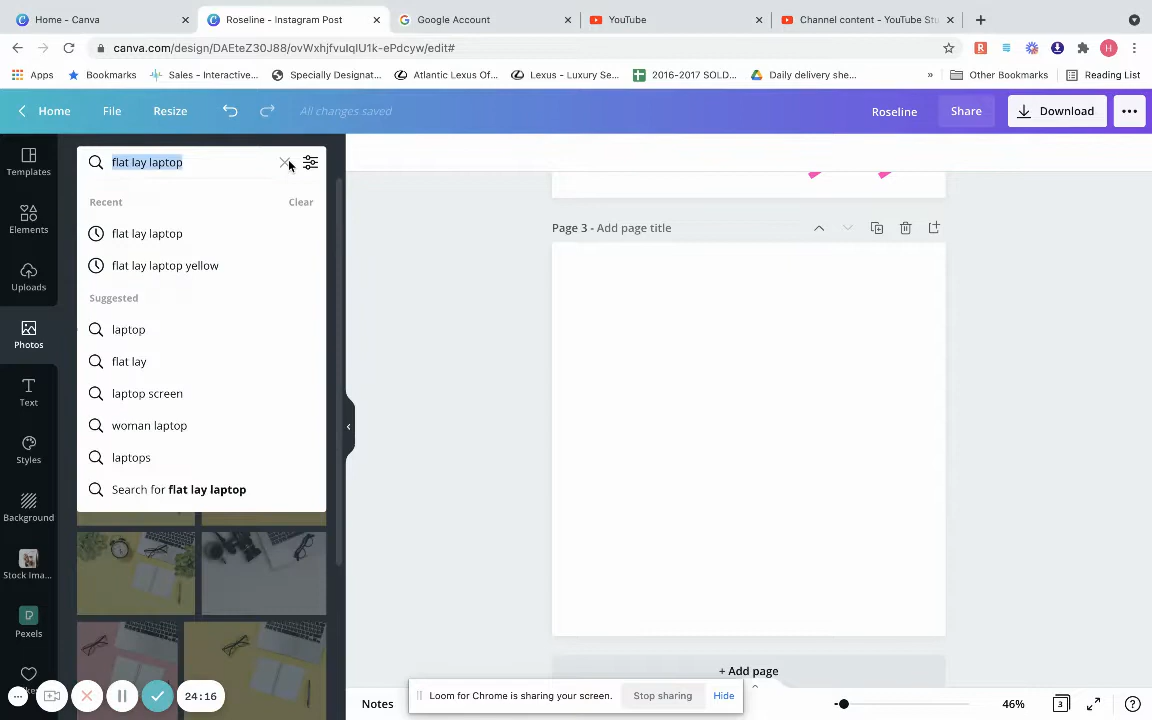 Home - Canva
Roseline - Instagram Post
Google Account
YouTube
Channel content - YouTube Stu
canva.com/design/DAEteZ30J88/ovWxhjfvulqIU1k-ePdcyw/edit#
Apps
Bookmarks
Sales - Interactive...
Specially Designat...
Atlantic Lexus Of...
Lexus - Luxury Se...
2016-2017 SOLD...
Daily delivery she...
»
Other Bookmarks
Reading List
Home
File
Resize
All changes saved
Roseline
Share
Download
Templates
Elements
Uploads
Photos
Text
Styles
Background
Stock Ima...
Pexels
flat lay laptop
Recent
Clear
flat lay laptop
flat lay laptop yellow
Suggested
laptop
flat lay
laptop screen
woman laptop
laptops
Search for flat lay laptop
Page 3 - Add page title
+ Add page
24:16
Loom for Chrome is sharing your screen.
Stop sharing
Hide
Notes
46%
3